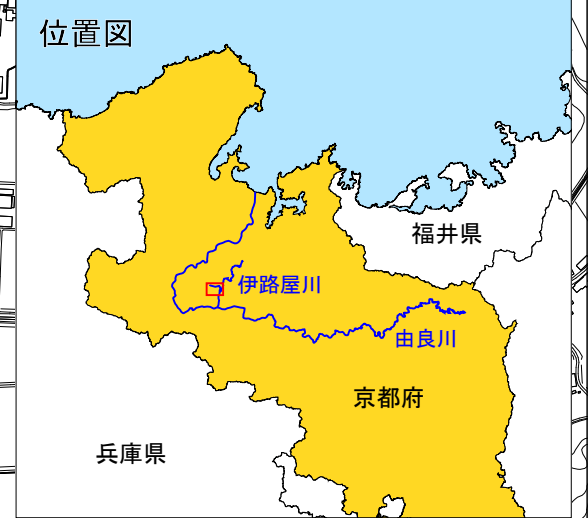 位置図
福井県
伊路屋川
由良川
京都府
兵庫県